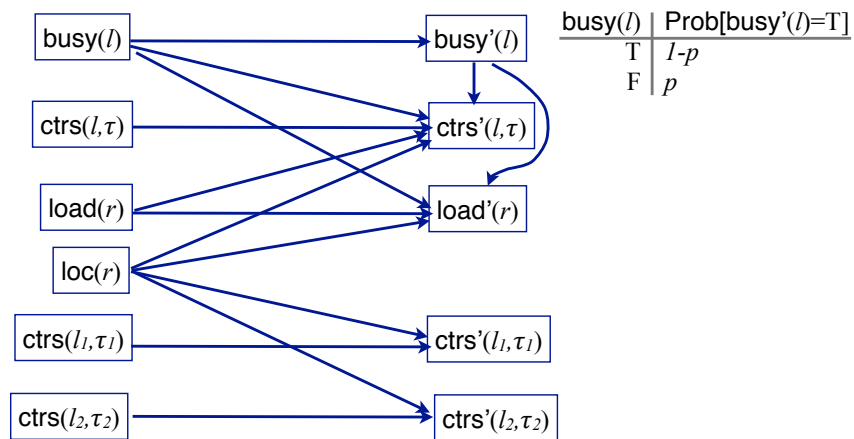 busy(l) busy’(l) busy(l) Prob[busy’(l)=T]
T 1-p
F p
ctrs(l,τ) ctrs’(l,τ)
load(r) load’(r)
loc(r)
ctrs(l₁,τ₁) ctrs’(l₁,τ₁)
ctrs(l₂,τ₂) ctrs’(l₂,τ₂)